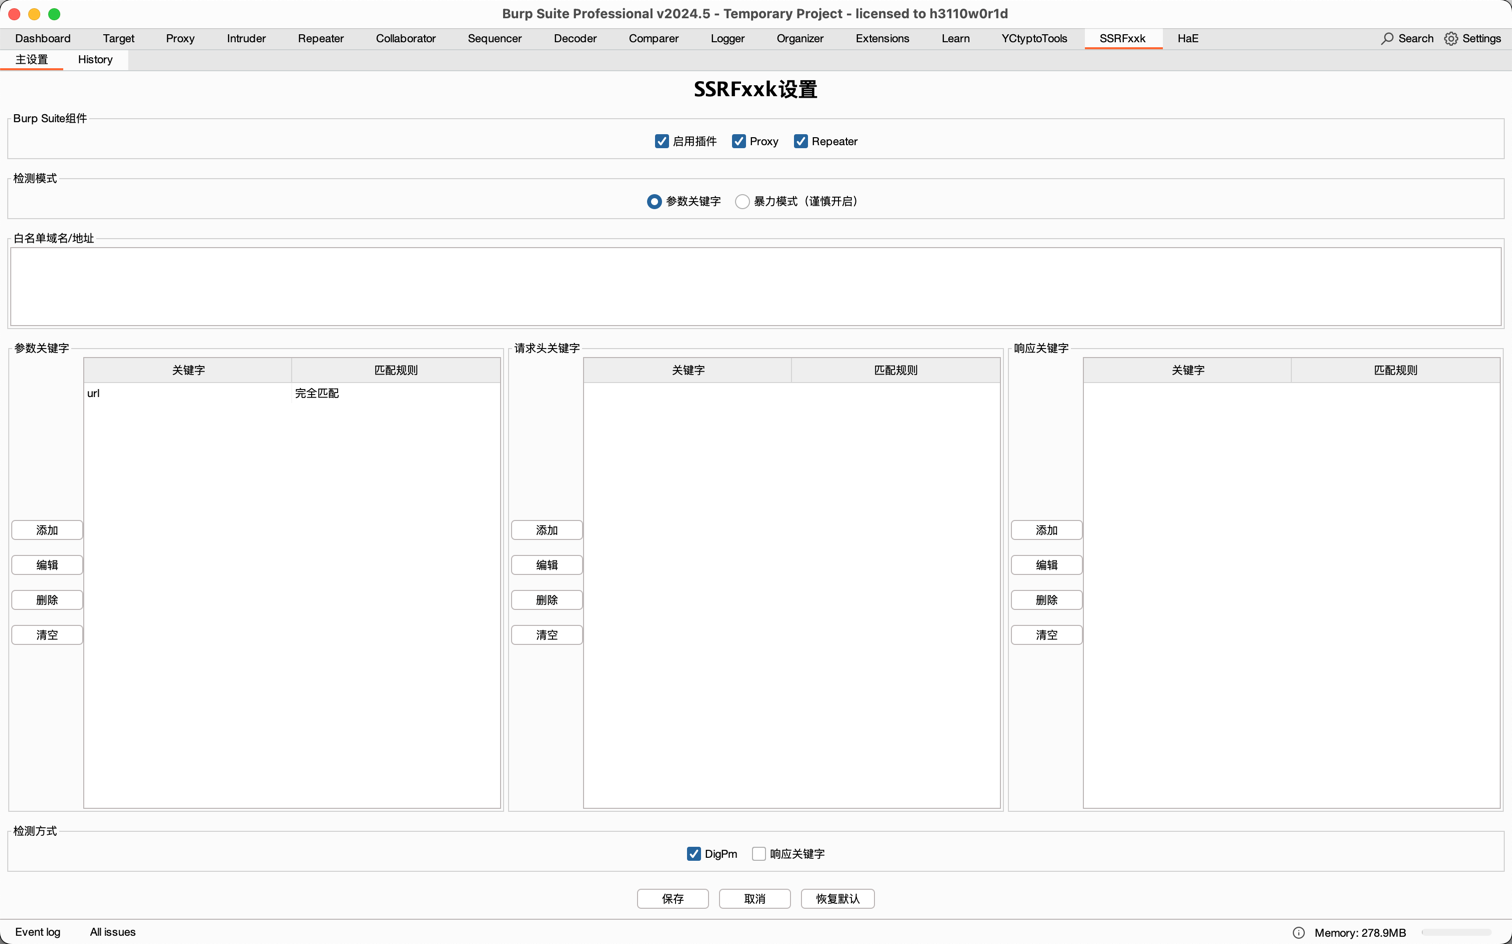 Burp Suite Professional v2024.5 - Temporary Project - licensed to h3110w0r1d
Dashboard Target Proxy Intruder Repeater Collaborator Sequencer Decoder Comparer Logger Organizer Extensions Learn YCtyptoTools SSRFxxk HaE Search Settings
主设置 History
SSRFxxk设置
Burp Suite组件
启用插件 Proxy Repeater
检测模式
参数关键字 暴力模式（谨慎开启）
白名单域名/地址
参数关键字
关键字 匹配规则
url 完全匹配
添加
编辑
删除
清空
请求头关键字
关键字 匹配规则
添加
编辑
删除
清空
响应关键字
关键字 匹配规则
添加
编辑
删除
清空
检测方式
DigPm 响应关键字
保存 取消 恢复默认
Event log All issues Memory: 278.9MB